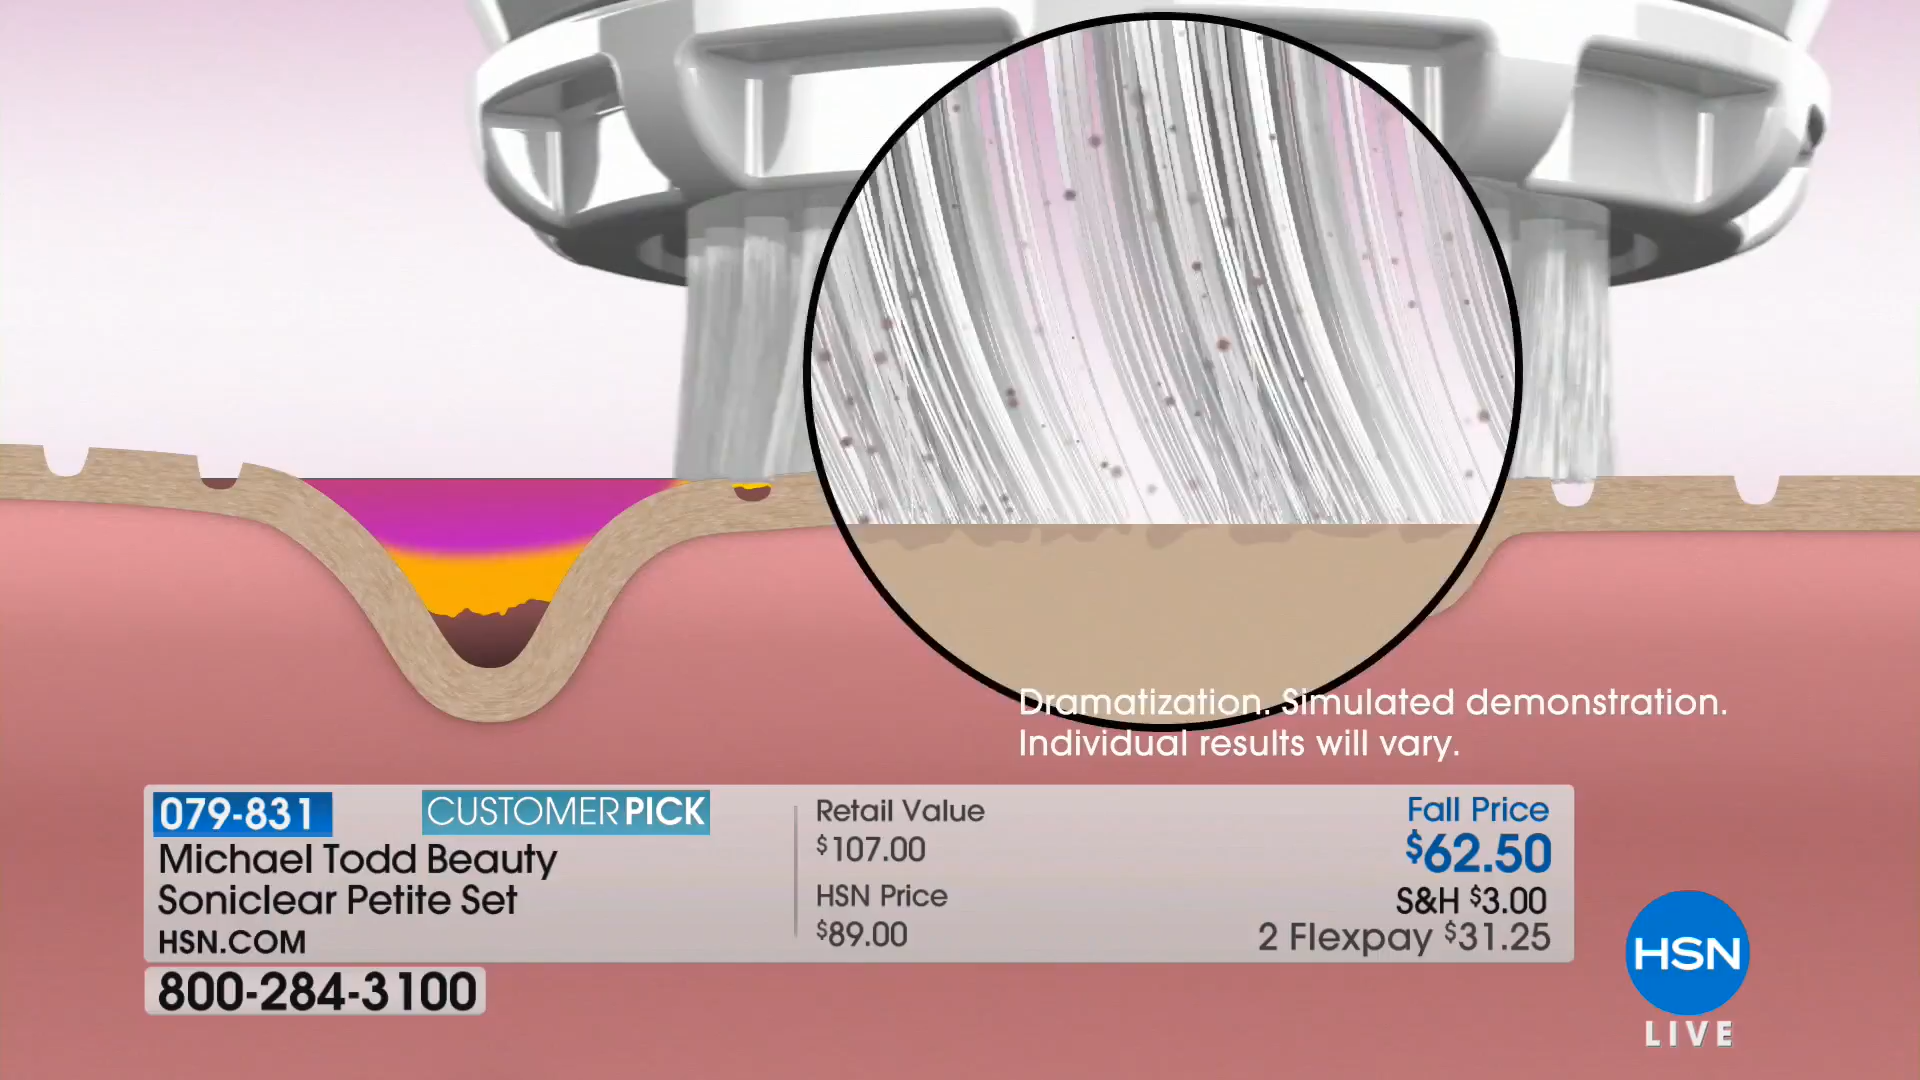 Dramatization. Simulated demonstration.
Individual results will vary.
079-831
CUSTOMERPICK
Michael Todd Beauty
Soniclear Petite Set
HSN.COM
800-284-3100
Retail Value
$107.00
HSN Price
$89.00
Fall Price
$62.50
S&H $3.00
2 Flexpay $31.25
HSN
LIVE